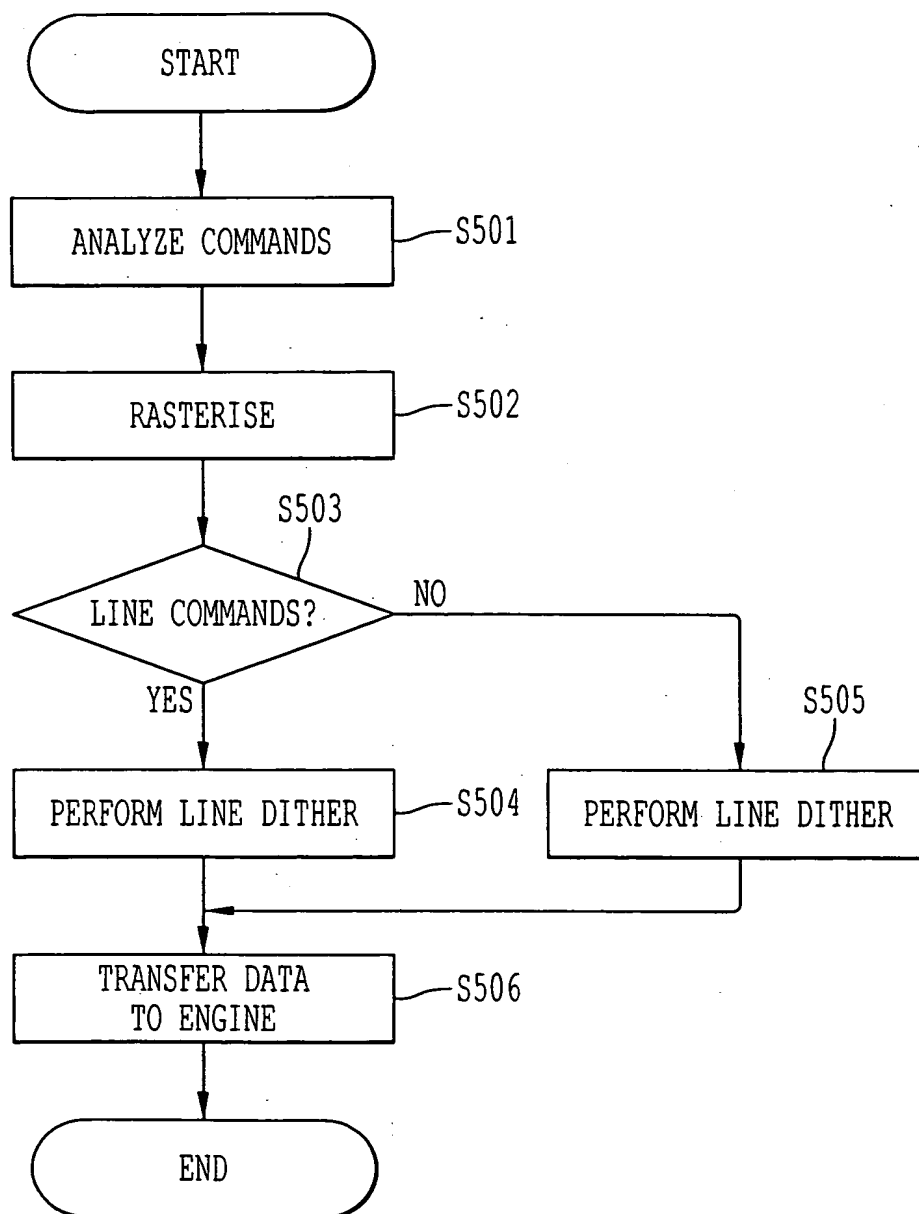 START
ANALYZE COMMANDS
S501
RASTERISE
S502
S503
LINE COMMANDS?
NO
YES
S505
PERFORM LINE DITHER
S504
PERFORM LINE DITHER
TRANSFER DATA
TO ENGINE
S506
END